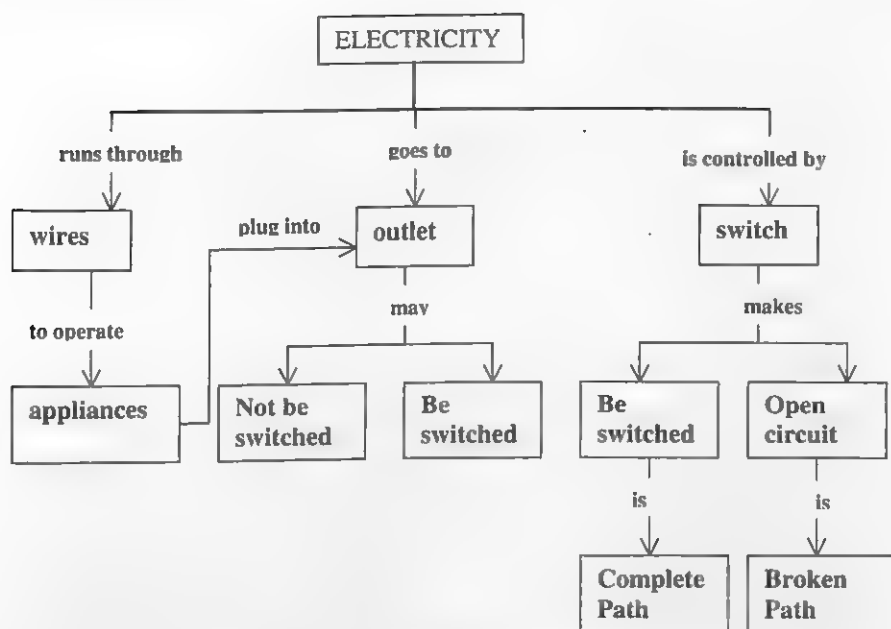 ELECTRICITY
runs through
goes to
is controlled by
wires
plug into
outlet
switch
to operate
may
makes
appliances
Not be
switched
Be
switched
Be
switched
Open
circuit
is
is
Complete
Path
Broken
Path